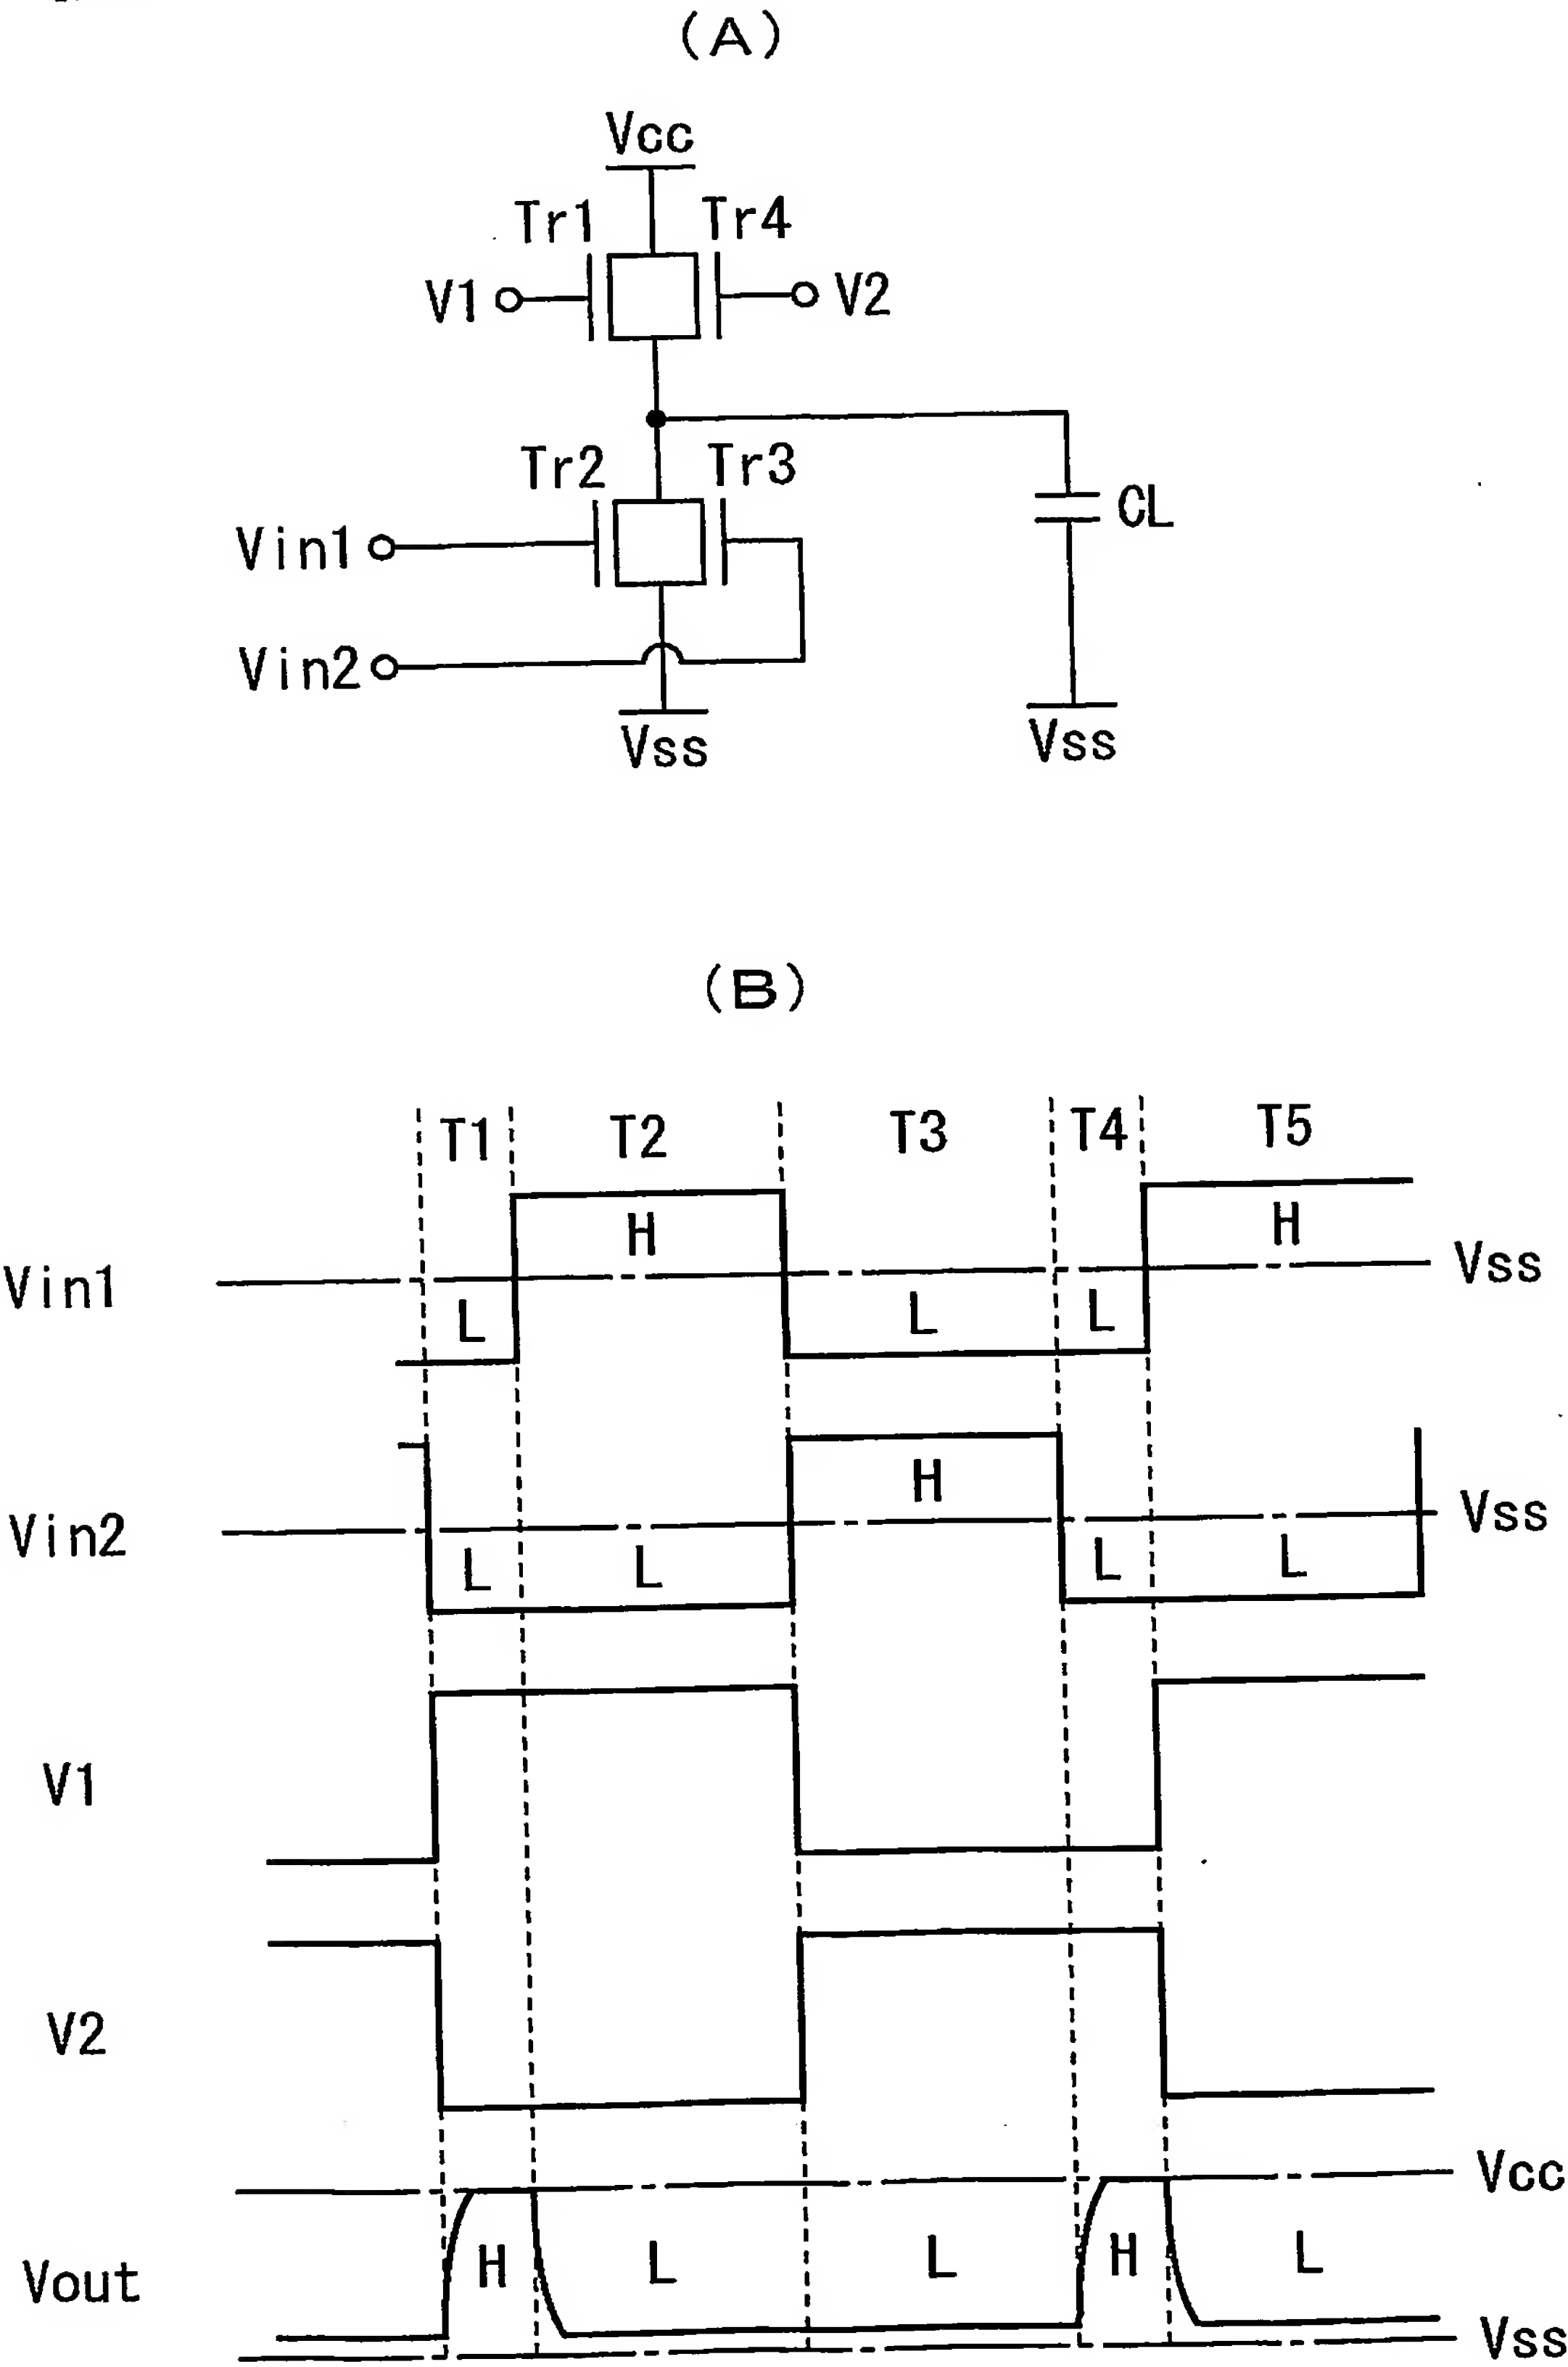 (A)
Vcc
Tr1 Tr4
V1 V2
Tr2 Tr3
CL
Vin1
Vin2
Vss Vss
(B)
T1 T2 T3 T4 T5
H H
Vin1 Vss
L L L
H
Vin2 Vss
L L L L
V1
V2
Vcc
Vout H L L H L
Vss